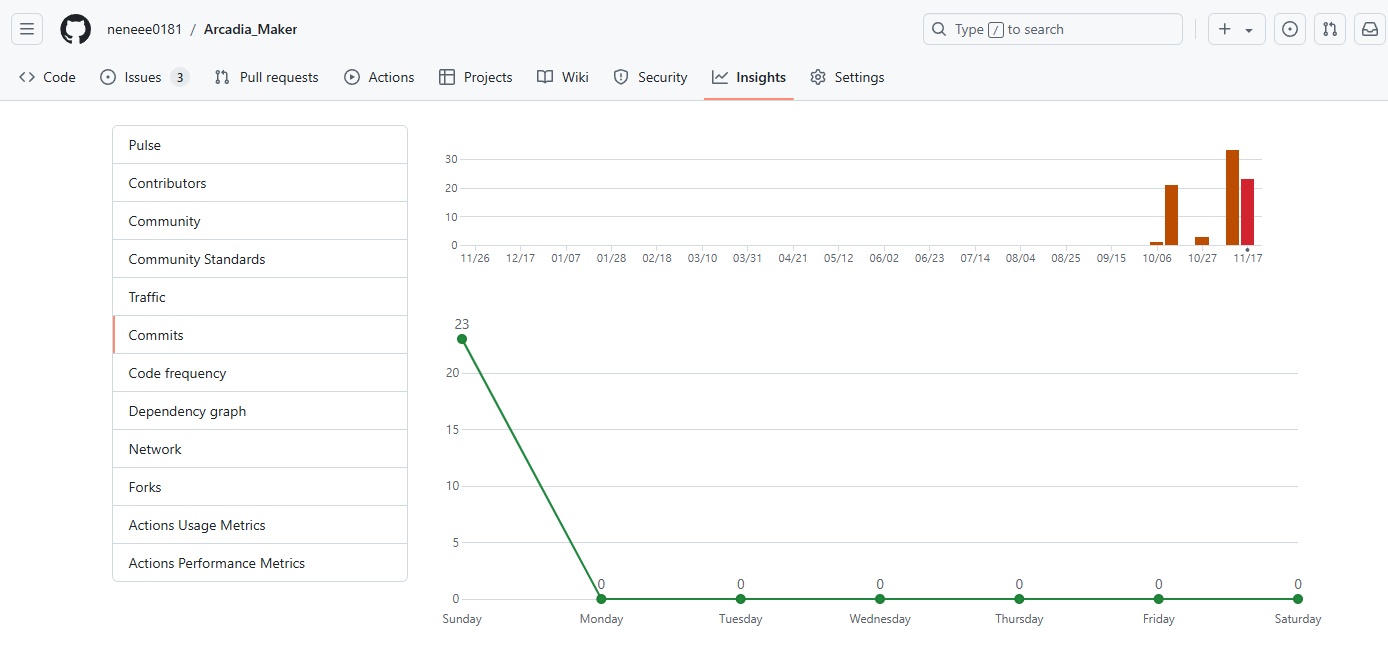 neneee0181 / Arcadia_Maker
Type / to search
Code
Issues 3
Pull requests
Actions
Projects
Wiki
Security
Insights
Settings
Pulse
Contributors
Community
Community Standards
Traffic
Commits
Code frequency
Dependency graph
Network
Forks
Actions Usage Metrics
Actions Performance Metrics
30
20
10
0
11/26 12/17 01/07 01/28 02/18 03/10 03/31 04/21 05/12 06/02 06/23 07/14 08/04 08/25 09/15 10/06 10/27 11/17
23
20
15
10
5
0 0 0 0 0 0
0
Sunday Monday Tuesday Wednesday Thursday Friday Saturday